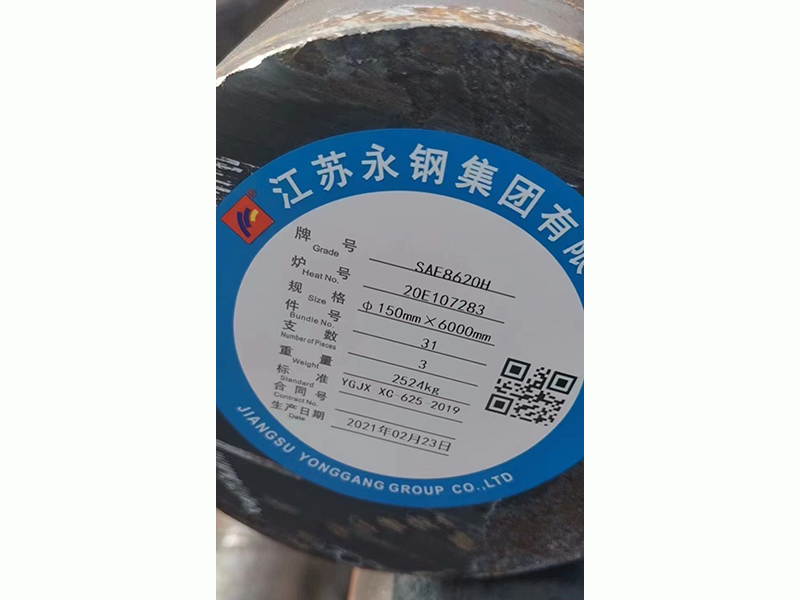 江苏永钢集团有限
牌号 SAE8620H
Grade
炉号 20E107283
Heat No.
规格 φ150mm×6000mm
Size
件号 31
Bundle No.
支数 3
Number of Pieces
重量 2524kg
Weight
标准 YGJX XC-625-2019
Standard
合同号
Contract No.
生产日期 2021年02月23日
Date
JIANGSU YONGGANG GROUP CO.,LTD